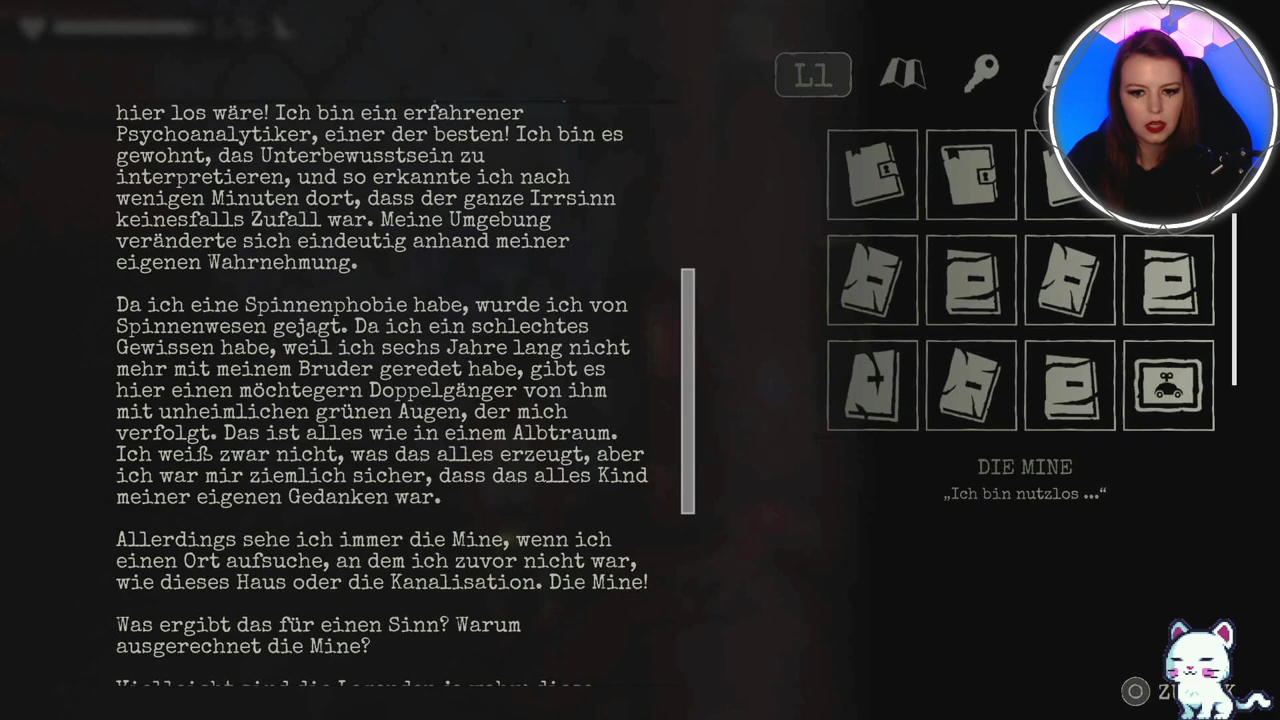 L1
hier los wäre! Ich bin ein erfahrener
Psychoanalytiker, einer der besten! Ich bin es
gewohnt, das Unterbewusstsein zu
interpretieren, und so erkannte ich nach
wenigen Minuten dort, dass der ganze Irrsinn
keinesfalls Zufall war. Meine Umgebung
veränderte sich eindeutig anhand meiner
eigenen Wahrnehmung.
Da ich eine Spinnenphobie habe, wurde ich von
Spinnenwesen gejagt. Da ich ein schlechtes
Gewissen habe, weil ich sechs Jahre lang nicht
mehr mit meinem Bruder geredet habe, gibt es
hier einen möchtegern Doppelgänger von ihm
mit unheimlichen grünen Augen, der mich
verfolgt. Das ist alles wie in einem Albtraum.
Ich weiß zwar nicht, was das alles erzeugt, aber
ich war mir ziemlich sicher, dass das alles Kind
meiner eigenen Gedanken war.
Allerdings sehe ich immer die Mine, wenn ich
einen Ort aufsuche, an dem ich zuvor nicht war,
wie dieses Haus oder die Kanalisation. Die Mine!
Was ergibt das für einen Sinn? Warum
ausgerechnet die Mine?
DIE MINE
„Ich bin nutzlos ...“